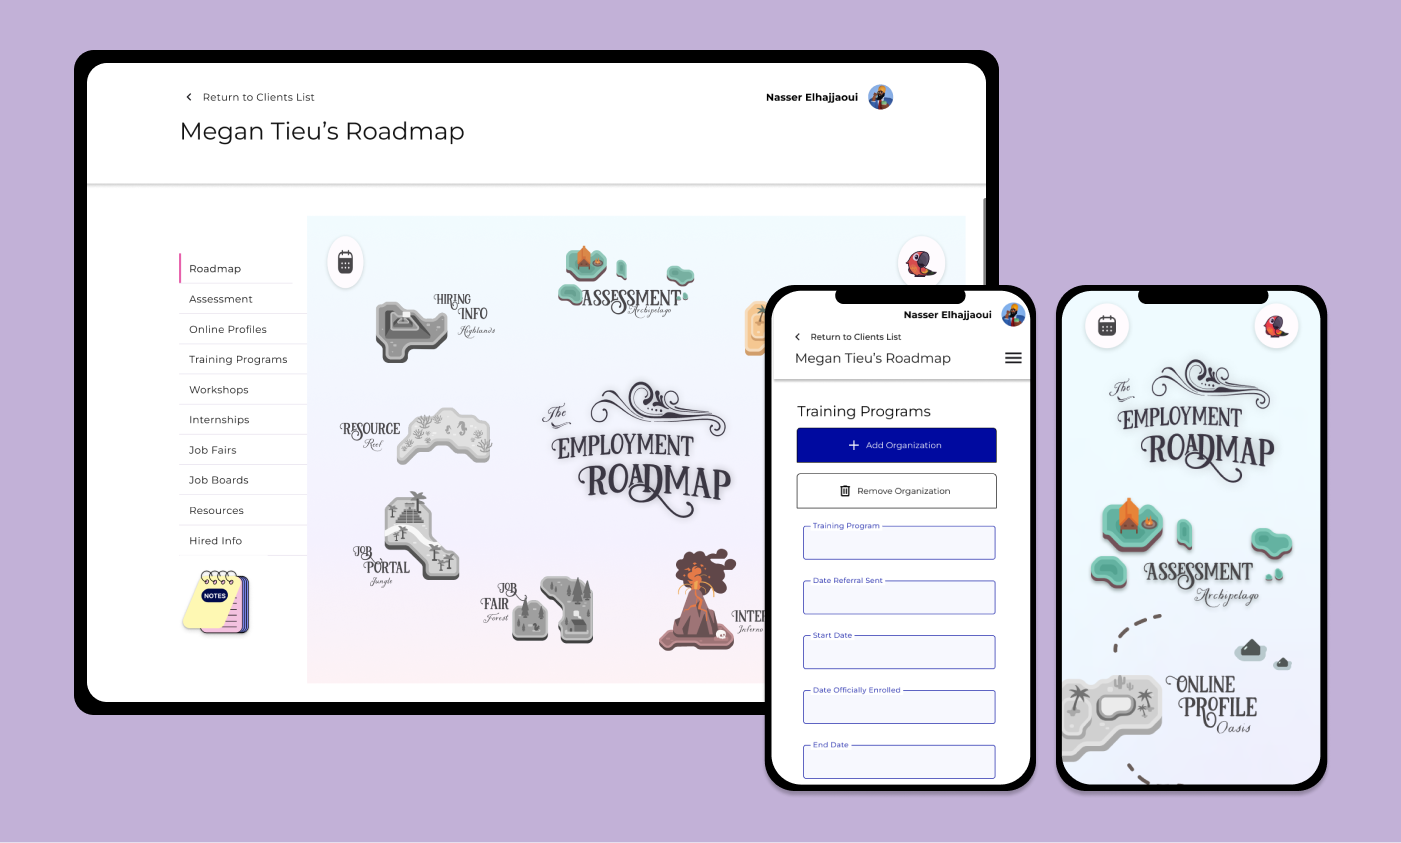 Return to Clients List
Nasser Elhajjaoui
Megan Tieu's Roadmap
Roadmap
Assessment
Online Profiles
Training Programs
Workshops
Internships
Job Fairs
Job Boards
Resources
Hired Info
NOTES
HIRING
INFO
Highlands
ASSESSMENT
Archipelago
RESOURCE
Reef
The
EMPLOYMENT
ROADMAP
JOB
PORTAL
Jungle
JOB
FAIR
Forest
INTER
Inferno
Nasser Elhajjaoui
Return to Clients List
Megan Tieu's Roadmap
Training Programs
Add Organization
Remove Organization
Training Program
Date Referral Sent
Start Date
Date Officially Enrolled
End Date
The
EMPLOYMENT
ROADMAP
ASSESSMENT
Archipelago
ONLINE
PROFILE
Oasis